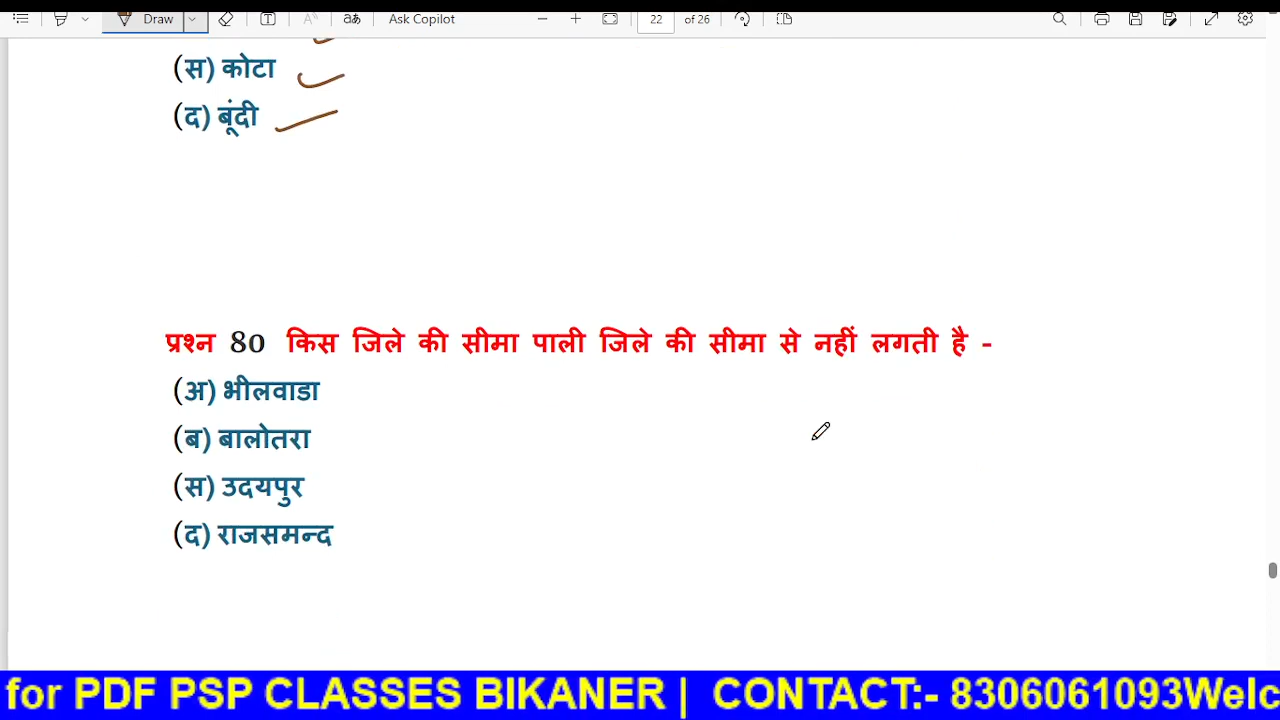 Draw
Ask Copilot
22 of 26
(स) कोटा
(द) बूंदी
प्रश्न 80 किस जिले की सीमा पाली जिले की सीमा से नहीं लगती है -
(अ) भीलवाडा
(ब) बालोतरा
(स) उदयपुर
(द) राजसमन्द
for PDF PSP CLASSES BIKANER | CONTACT:- 8306061093Welc